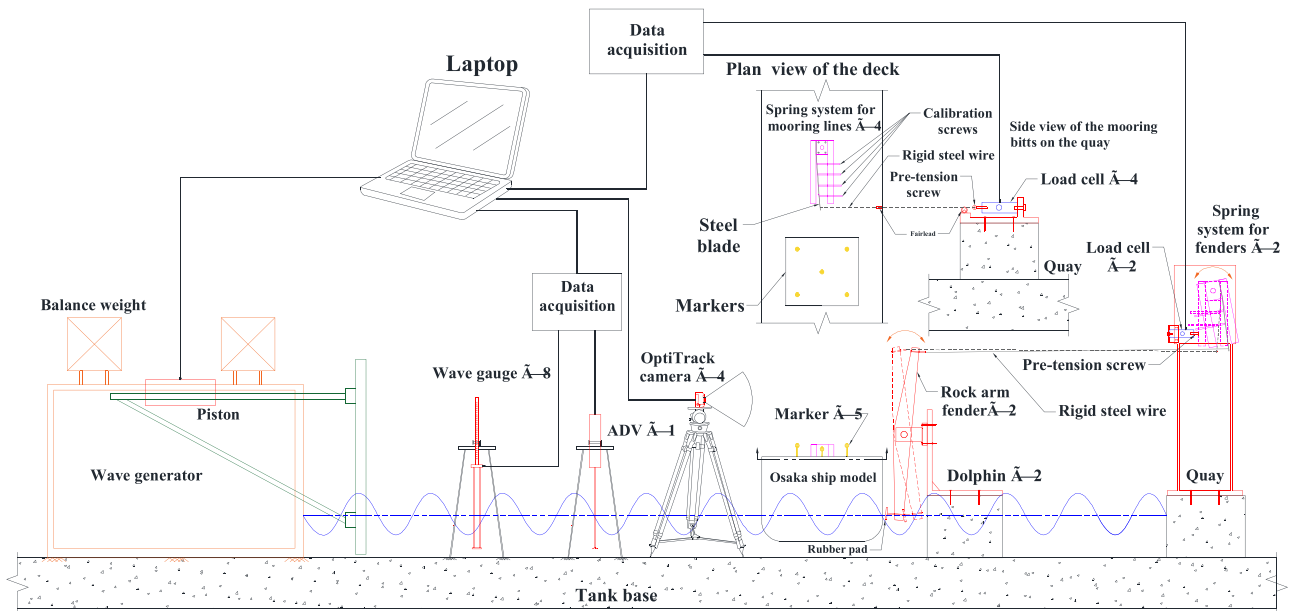 Data
acquisition
Laptop
Plan view of the deck
Spring system for
mooring lines Ã—4
Calibration
screws
Side view of the mooring
bitts on the quay
Rigid steel wire
Pre-tension
screw
Load cell Ã—4
Steel
blade
Fairlead
Spring
system for
fenders Ã—2
Load cell
Ã—2
Quay
Markers
Data
acquisition
Balance weight
OptiTrack
camera Ã—4
Wave gauge Ã—8
Pre-tension screw
Piston
Rock arm
fenderÃ—2
Rigid steel wire
ADV Ã—1
Marker Ã—5
Wave generator
Osaka ship model
Dolphin Ã—2
Quay
Rubber pad
Tank base